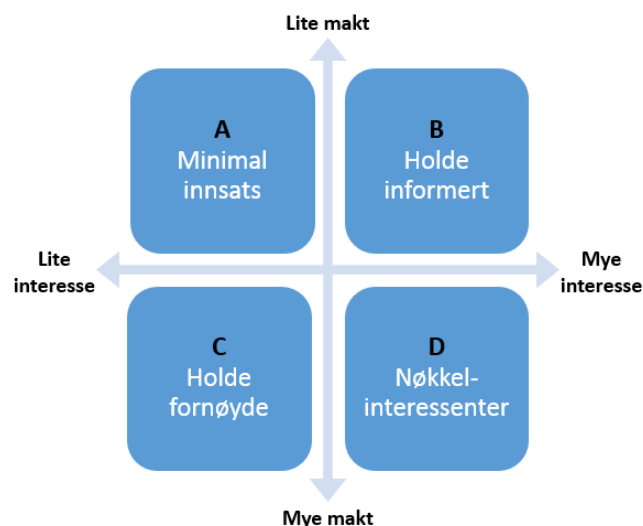 Lite makt
A
Minimal
innsats
B
Holde
informert
Lite
interesse
Mye
interesse
C
Holde
fornøyde
D
Nøkkel-
interessenter
Mye makt